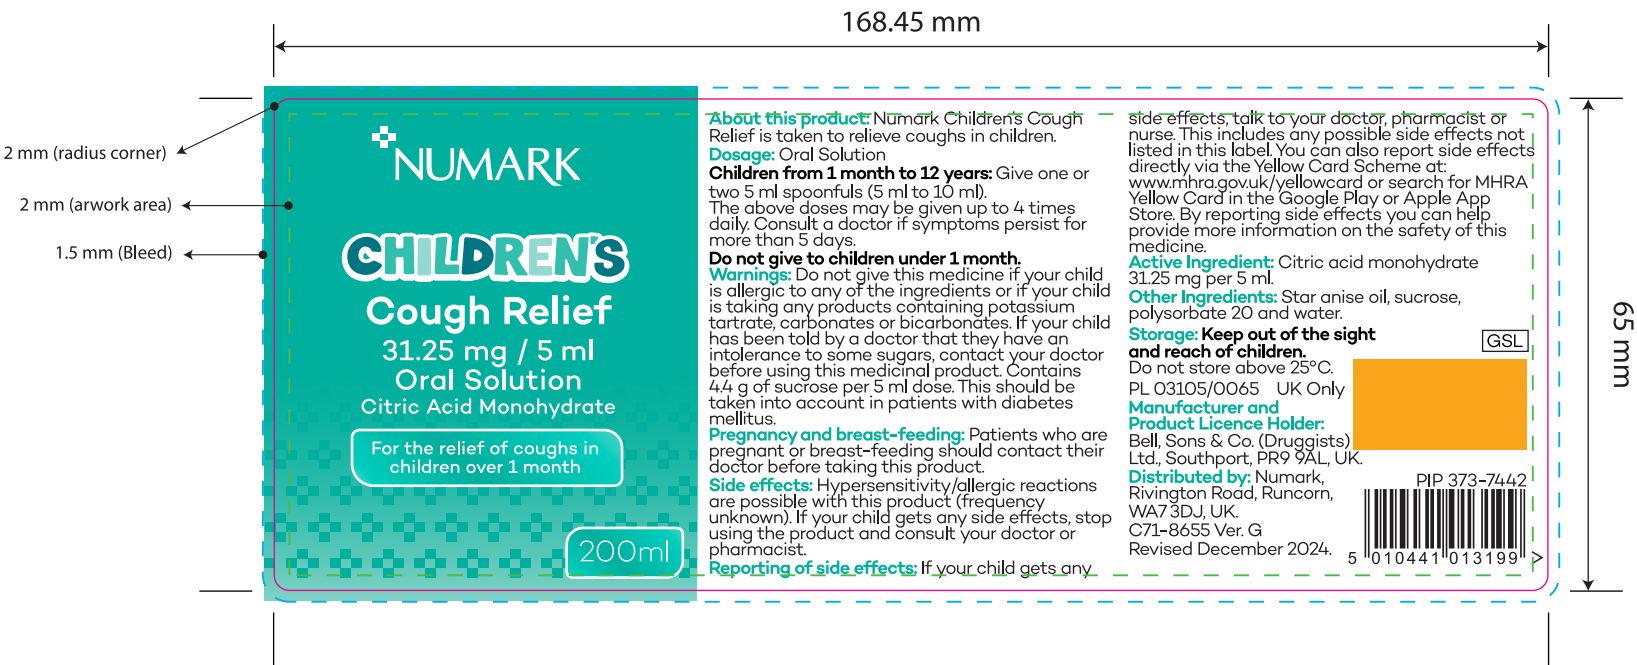 168.45 mm
2 mm (radius corner)
2 mm (arwork area)
1.5 mm (Bleed)
NUMARK
CHILDREN'S
Cough Relief
31.25 mg / 5 ml
Oral Solution
Citric Acid Monohydrate
For the relief of coughs in
children over 1 month
200ml
About this product: Numark Children's Cough
Relief is taken to relieve coughs in children.
Dosage: Oral Solution
Children from 1 month to 12 years: Give one or
two 5 ml spoonfuls (5 ml to 10 ml).
The above doses may be given up to 4 times
daily. Consult a doctor if symptoms persist for
more than 5 days.
Do not give to children under 1 month.
Warnings: Do not give this medicine if your child
is allergic to any of the ingredients or if your child
is taking any products containing potassium
tartrate, carbonates or bicarbonates. If your child
has been told by a doctor that they have an
intolerance to some sugars, contact your doctor
before using this medicinal product. Contains
4.4 g of sucrose per 5 ml dose. This should be
taken into account in patients with diabetes
mellitus.
Pregnancy and breast-feeding: Patients who are
pregnant or breast-feeding should contact their
doctor before taking this product.
Side effects: Hypersensitivity/allergic reactions
are possible with this product (frequency
unknown). If your child gets any side effects, stop
using the product and consult your doctor or
pharmacist.
Reporting of side effects: If your child gets any
side effects, talk to your doctor, pharmacist or
nurse. This includes any possible side effects not
listed in this label. You can also report side effects
directly via the Yellow Card Scheme at:
www.mhra.gov.uk/yellowcard or search for MHRA
Yellow Card in the Google Play or Apple App
Store. By reporting side effects you can help
provide more information on the safety of this
medicine.
Active Ingredient: Citric acid monohydrate
31.25 mg per 5 ml.
Other Ingredients: Star anise oil, sucrose,
polysorbate 20 and water.
Storage: Keep out of the sight
and reach of children.
Do not store above 25°C.
PL 03105/0065 UK Only
Manufacturer and
Product Licence Holder:
Bell, Sons & Co. (Druggists)
Ltd., Southport, PR9 9AL, UK.
Distributed by: Numark,
Rivington Road, Runcorn,
WA7 3DJ, UK.
C71-8655 Ver. G
Revised December 2024.
GSL
PIP 373-7442
5 010441 013199 >
65 mm